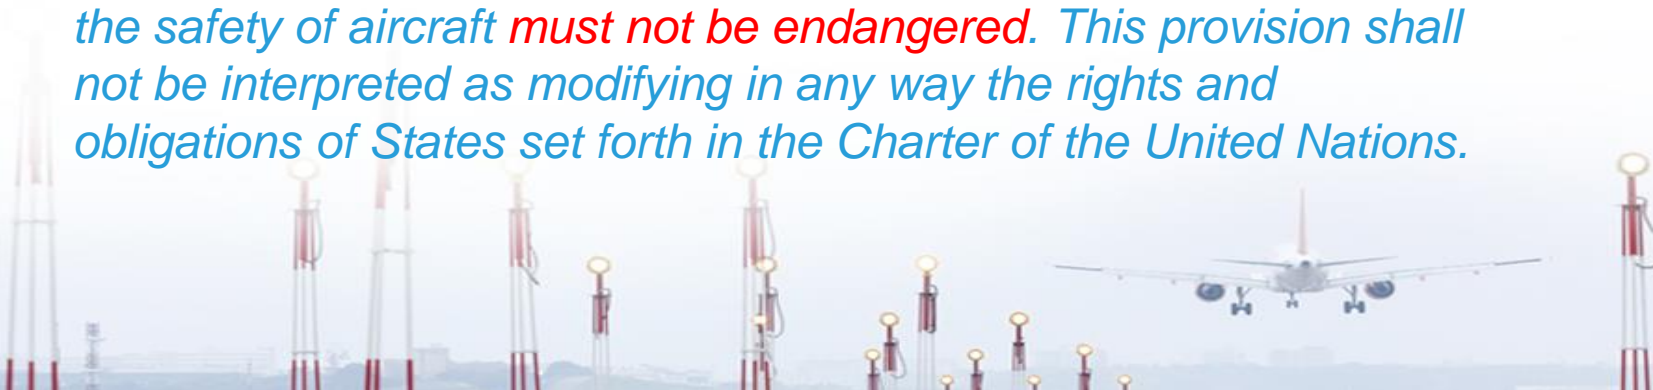 the safety of aircraft must not be endangered. This provision shall
not be interpreted as modifying in any way the rights and
obligations of States set forth in the Charter of the United Nations.